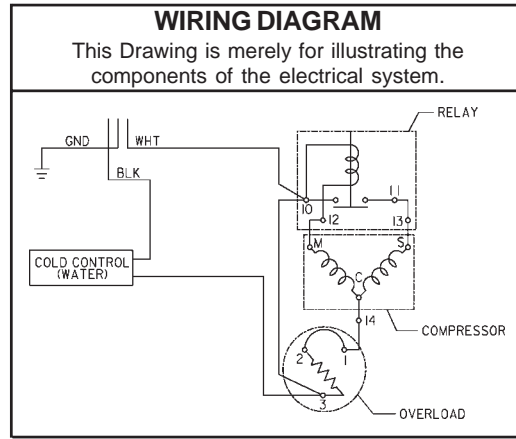 WIRING DIAGRAM
This Drawing is merely for illustrating the
components of the electrical system.
RELAY
GND
WHT
BLK
10
11
12
13
M
S
C
COLD CONTROL
(WATER)
14
COMPRESSOR
2
1
3
OVERLOAD